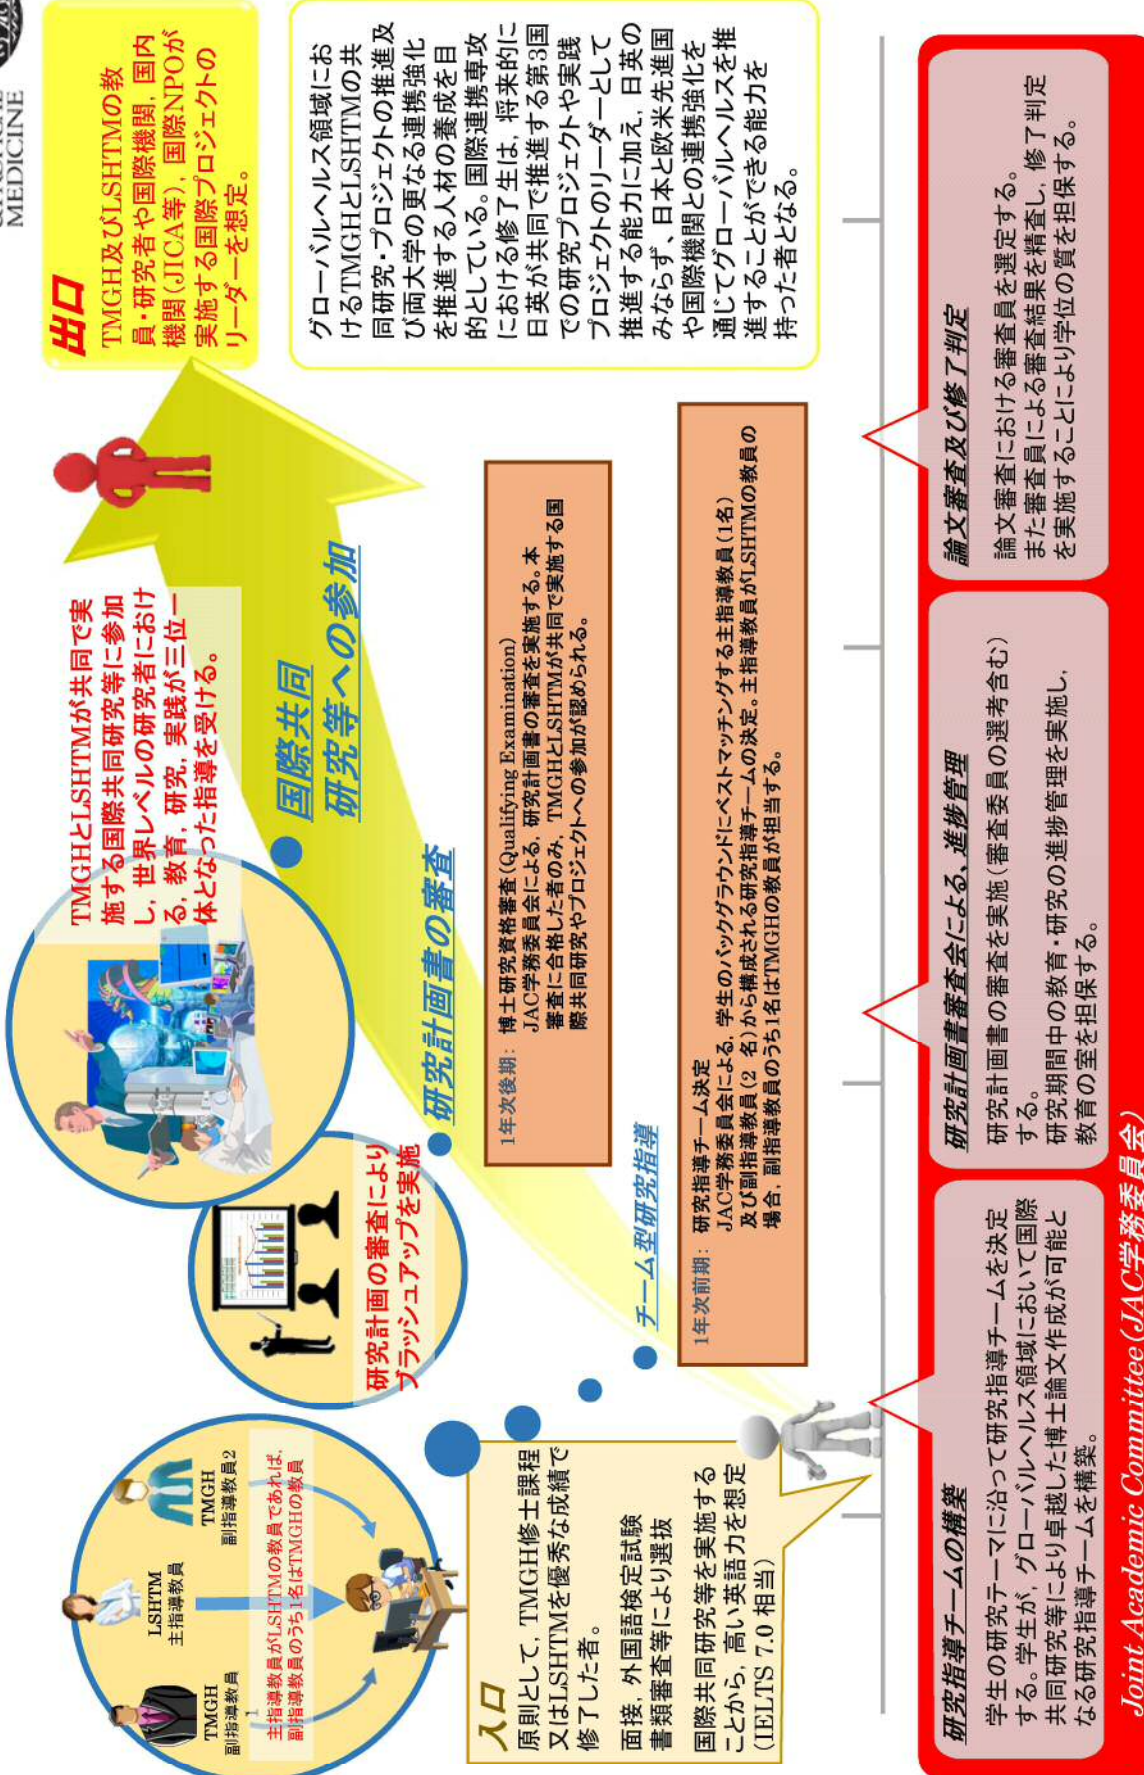 MEDICINE
TMGH
副指導教員
1
LSHTM
主指導教員
TMGH
副指導教員2
主指導教員がLSHTMの教員であれば,
副指導教員のうち1名はTMGHの教員
研究計画の審査により
ブラッシュアップを実施
TMGHとLSHTMが共同で実
施する国際共同研究等に参加
し, 世界レベルの研究者におけ
る, 教育, 研究, 実践が三位一
体となった指導を受ける。
出口
TMGH及びLSHTMの教
員・研究者や国際機関, 国内
機関(JICA等), 国際NPOが
実施する国際プロジェクトの
リーダーを想定。
グローバルヘルス領域にお
けるTMGHとLSHTMの共
同研究・プロジェクトの推進及
び両大学の更なる連携強化
を推進する人材の養成を目
的としている。国際連携専攻
における修了生は, 将来的に
日英が共同で推進する第3国
での研究プロジェクトや実践
プロジェクトのリーダーとして
推進する能力に加え, 日英の
みならず、日本と欧米先進国
や国際機関との連携強化を
通じてグローバルヘルスを推
進することができる能力を
持った者となる。
国際共同
研究等への参加
研究計画書の審査
1年次後期: 博士研究資格審査(Qualifying Examination)
JAC学務委員会による, 研究計画書の審査を実施する。本
審査に合格した者のみ, TMGHとLSHTMが共同で実施する国
際共同研究やプロジェクトへの参加が認められる。
チーム型研究指導
1年次前期: 研究指導チーム決定
JAC学務委員会による, 学生のバックグラウンドにベストマッチングする主指導教員(1名)
及び副指導教員(2 名)から構成される研究指導チームの決定。主指導教員がLSHTMの教員の
場合, 副指導教員のうち1名はTMGHの教員が担当する。
入口
原則として, TMGH修士課程
又はLSHTMを優秀な成績で
修了した者。
面接, 外国語検定試験
書類審査等により選抜
国際共同研究等を実施する
ことから, 高い英語力を想定
(IELTS 7.0 相当)
研究指導チームの構築
学生の研究テーマに沿って研究指導チームを決定
する。学生が, グローバルヘルス領域において国際
共同研究等により卓越した博士論文作成が可能と
なる研究指導チームを構築。
研究計画書審査会による、進捗管理
研究計画書の審査を実施(審査委員の選考含む)
する。
研究期間中の教育・研究の進捗管理を実施し,
教育の室を担保する。
論文審査及び修了判定
論文審査における審査員を選定する。
また審査員による審査結果を精査し, 修了判定
を実施することにより学位の質を担保する。
Joint Academic Committee(JAC学務委員会)